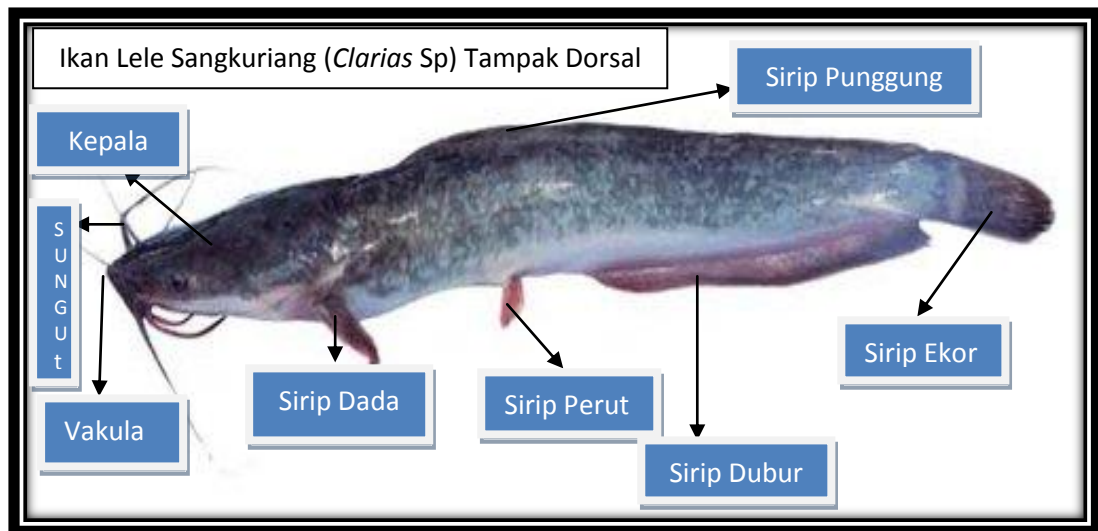 Ikan Lele Sangkuriang (Clarias Sp) Tampak Dorsal
Sirip Punggung
Kepala
SUNGUt
Vakula
Sirip Dada
Sirip Perut
Sirip Dubur
Sirip Ekor